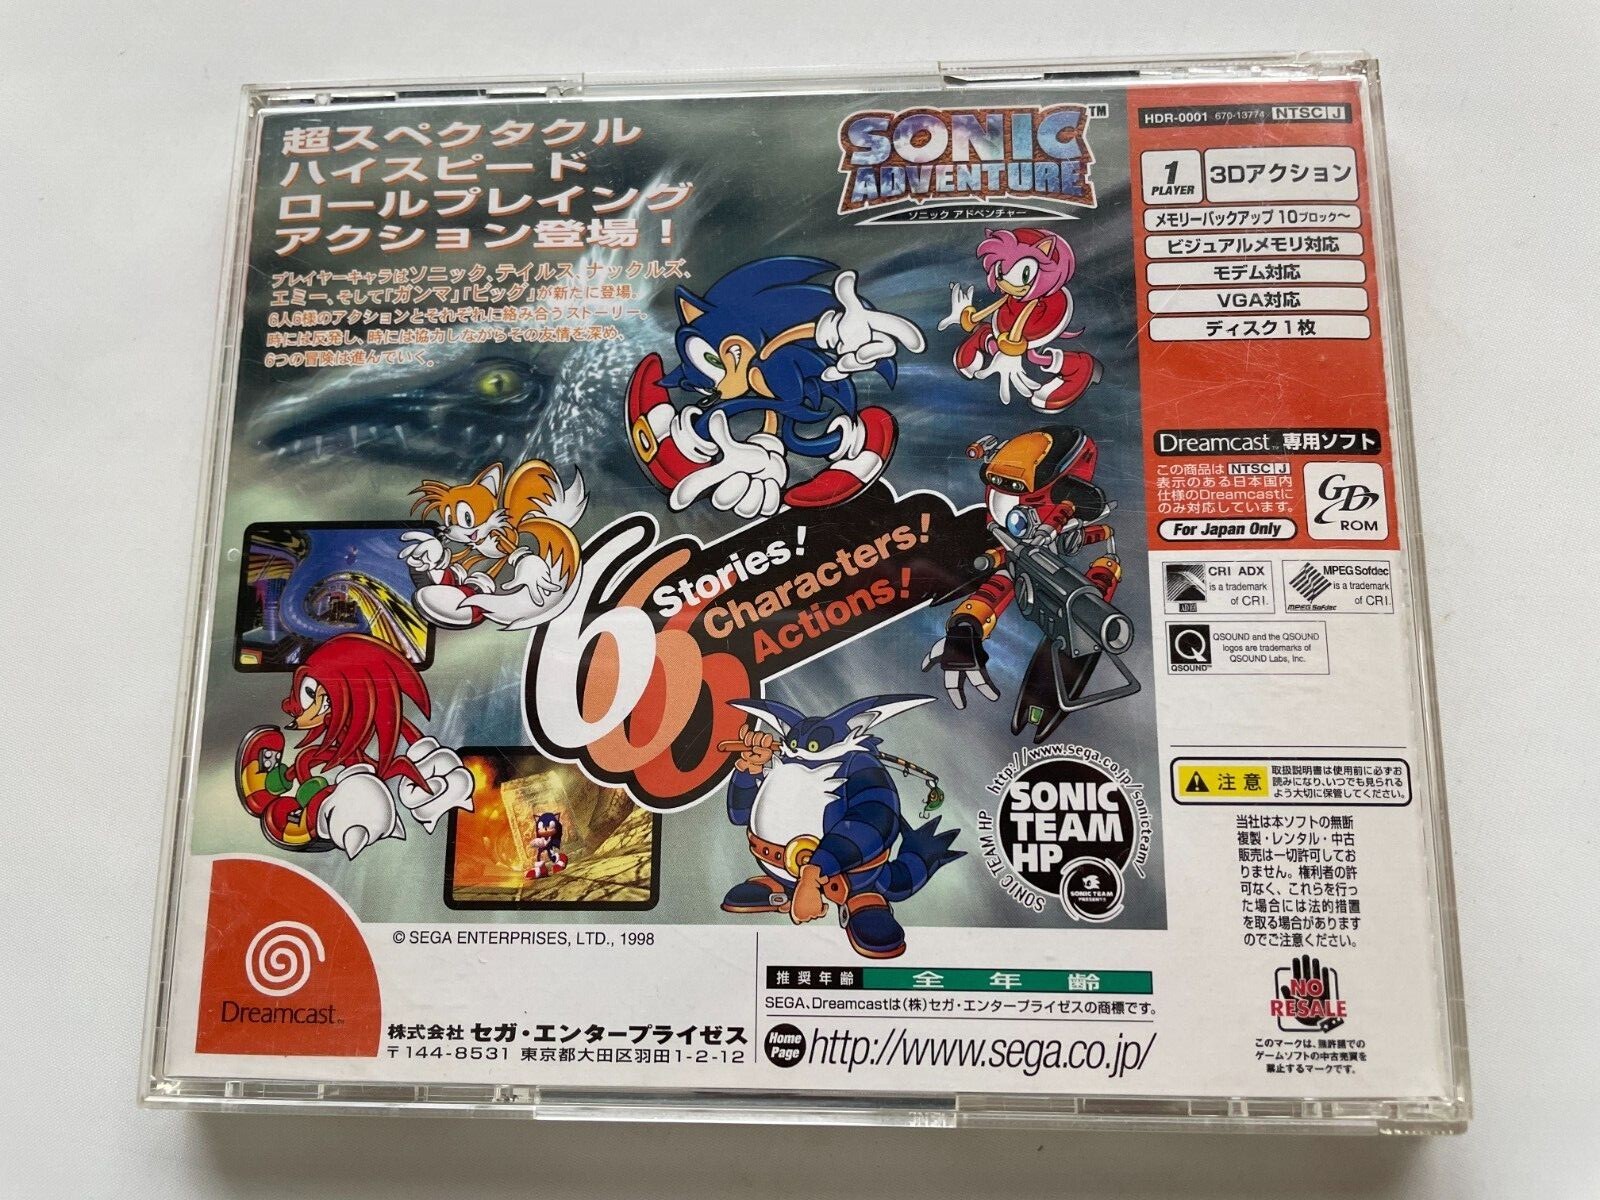 超スペクタクル
ハイスピード
ロールプレイング
アクション登場!
プレイヤーキャラはソニック、テイルス、ナックルズ、
エミー、そして「ガンマ」「ビッグ」が新たに登場。
6人6様のアクションとそれぞれに絡み合うストーリー。
時には反発し、時には協力しながらその友情を深め、
6つの冒険は進んでいく。
SONIC™
ADVENTURE
ソニック アドベンチャー
6 Stories!
6 Characters!
6 Actions!
http://www.sega.co.jp/sonicteam/
SONIC TEAM HP
SONIC
TEAM
HP
SONIC TEAM
PRESENTS
HDR-0001 670-13774 NTSC J
1
PLAYER
3Dアクション
メモリーバックアップ 10ブロック〜
ビジュアルメモリ対応
モデム対応
VGA対応
ディスク1枚
Dreamcast™ 専用ソフト
この商品は NTSC J
表示のある日本国内
仕様のDreamcastに
のみ対応しています。
For Japan Only
GD
ROM
CRI ADX
is a trademark
of CRI.
ADX
MPEG Sofdec
is a trademark
of CRI
MPEG Sofdec
QSOUND and the QSOUND
logos are trademarks of
QSOUND Labs, Inc.
QSOUND™
注意
取扱説明書は使用前に必ずお
読みになり、いつでも見られる
よう大切に保管してください。
当社は本ソフトの無断
複製・レンタル・中古
販売は一切許可してお
りません。権利者の許
可なく、これらを行っ
た場合には法的措置
を取る場合があります
のでご注意ください。
NO
RESALE
このマークは、無許諾での
ゲームソフトの中古売買を
禁止するマークです。
Dreamcast™
© SEGA ENTERPRISES, LTD., 1998
株式会社 セガ・エンタープライゼス
〒144-8531 東京都大田区羽田1-2-12
推奨年齢 全年齢
SEGA、Dreamcastは(株)セガ・エンタープライゼスの商標です。
Home
Page
http://www.sega.co.jp/